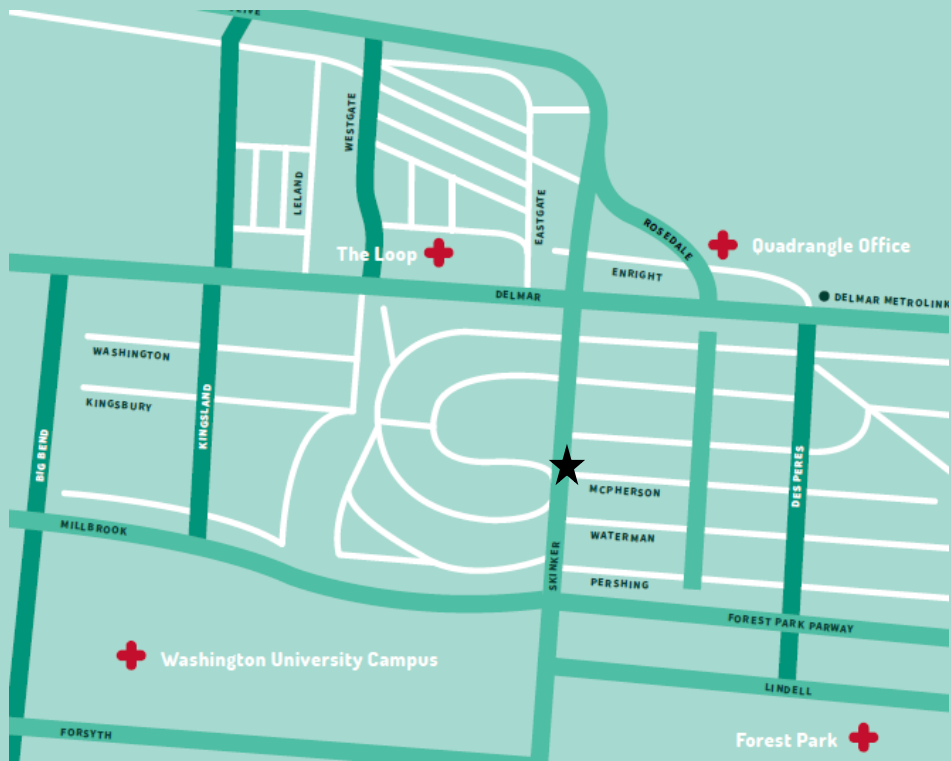 WESTGATE
LELAND
EASTGATE
ROSEDALE
The Loop
Quadrangle Office
ENRIGHT
DELMAR
DELMAR METROLINK
WASHINGTON
KINGSBURY
KINGSLAND
BIG BEND
DES PERES
MCPHERSON
MILLBROOK
WATERMAN
SKINKER
PERSHING
FOREST PARK PARWAY
Washington University Campus
LINDELL
FORSYTH
Forest Park